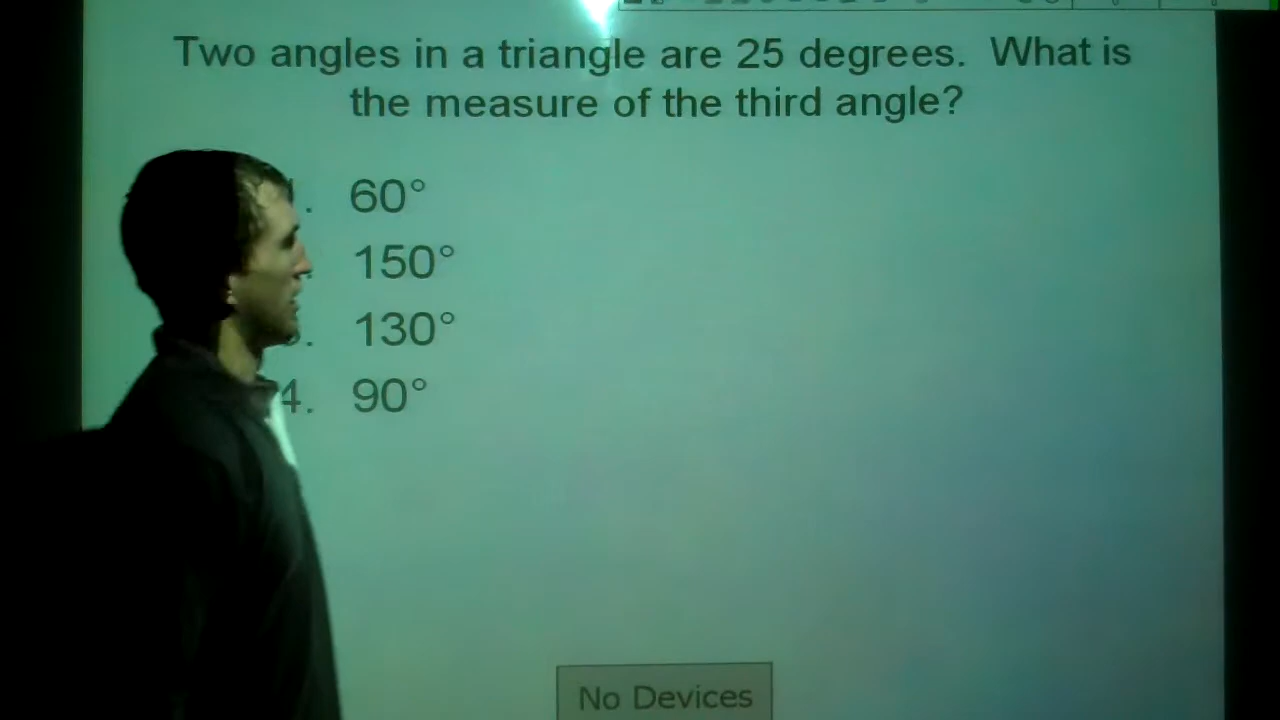 Two angles in a triangle are 25 degrees. What is
the measure of the third angle?
. 60°
. 150°
3. 130°
4. 90°
No Devices